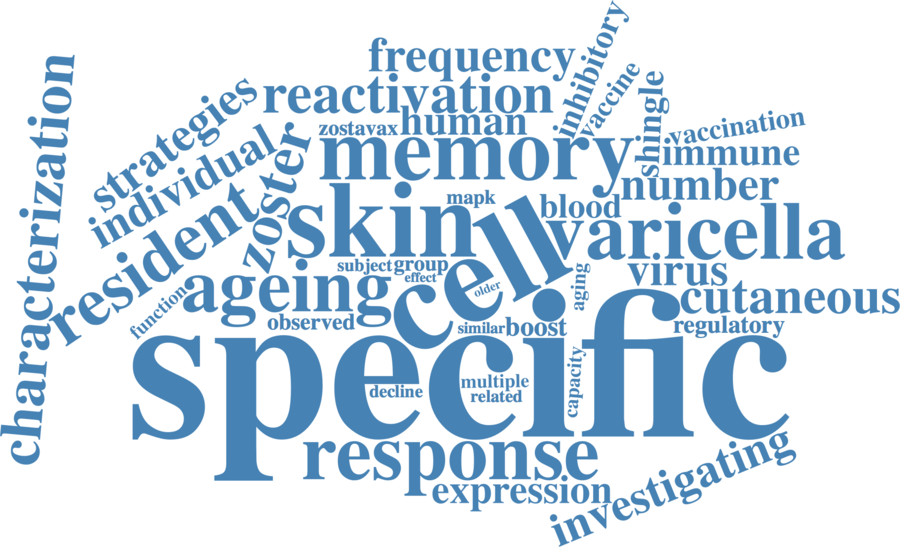 frequency
inhibitory
vaccine
characterization
strategies
reactivation
shingle
vaccination
individual
zoster
zostavax
human
memory
immune
resident
skin
mapk
cell
blood
number
varicella
function
ageing
subject
group
effect
older
aging
virus
cutaneous
observed
similar
boost
regulatory
specific
decline
multiple
related
capacity
response
expression
investigating